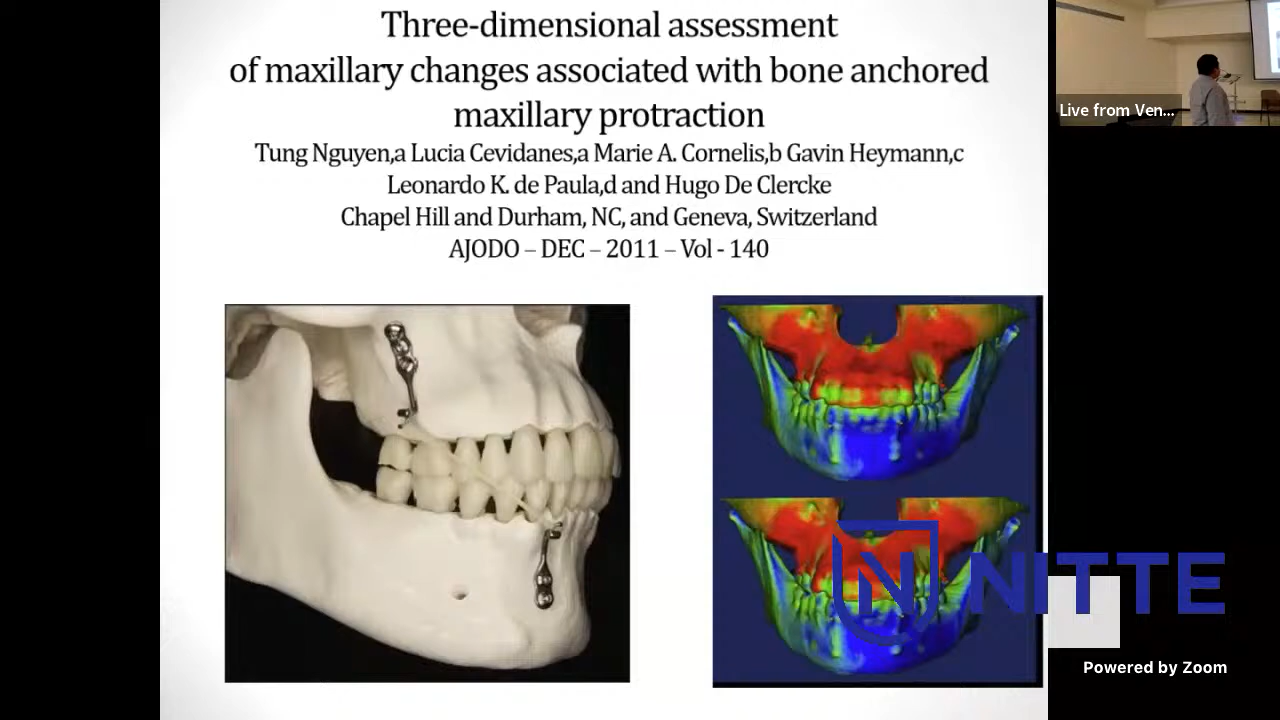 Three-dimensional assessment
of maxillary changes associated with bone anchored
maxillary protraction
Tung Nguyen,a Lucia Cevidanes,a Marie A. Cornelis,b Gavin Heymann,c
Leonardo K. de Paula,d and Hugo De Clercke
Chapel Hill and Durham, NC, and Geneva, Switzerland
AJODO – DEC – 2011 – Vol - 140
Live from Ven...
N NITTE
Powered by Zoom